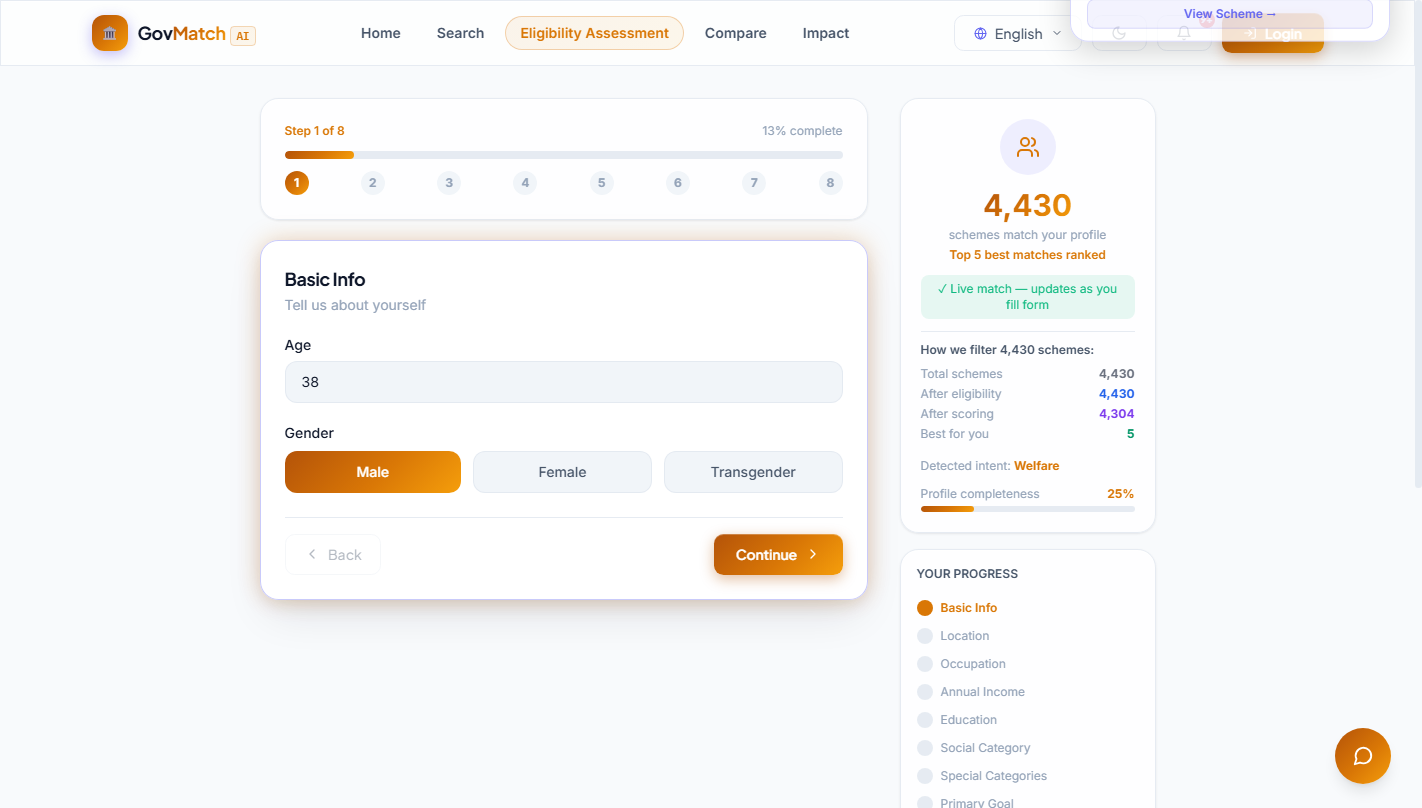 GovMatch AI
Home
Search
Eligibility Assessment
Compare
Impact
English
View Scheme →
Login
Step 1 of 8
13% complete
1 2 3 4 5 6 7 8
Basic Info
Tell us about yourself
Age
38
Gender
Male
Female
Transgender
Back
Continue
4,430
schemes match your profile
Top 5 best matches ranked
✓ Live match — updates as you
fill form
How we filter 4,430 schemes:
Total schemes 4,430
After eligibility 4,430
After scoring 4,304
Best for you 5
Detected intent: Welfare
Profile completeness 25%
YOUR PROGRESS
Basic Info
Location
Occupation
Annual Income
Education
Social Category
Special Categories
Primary Goal